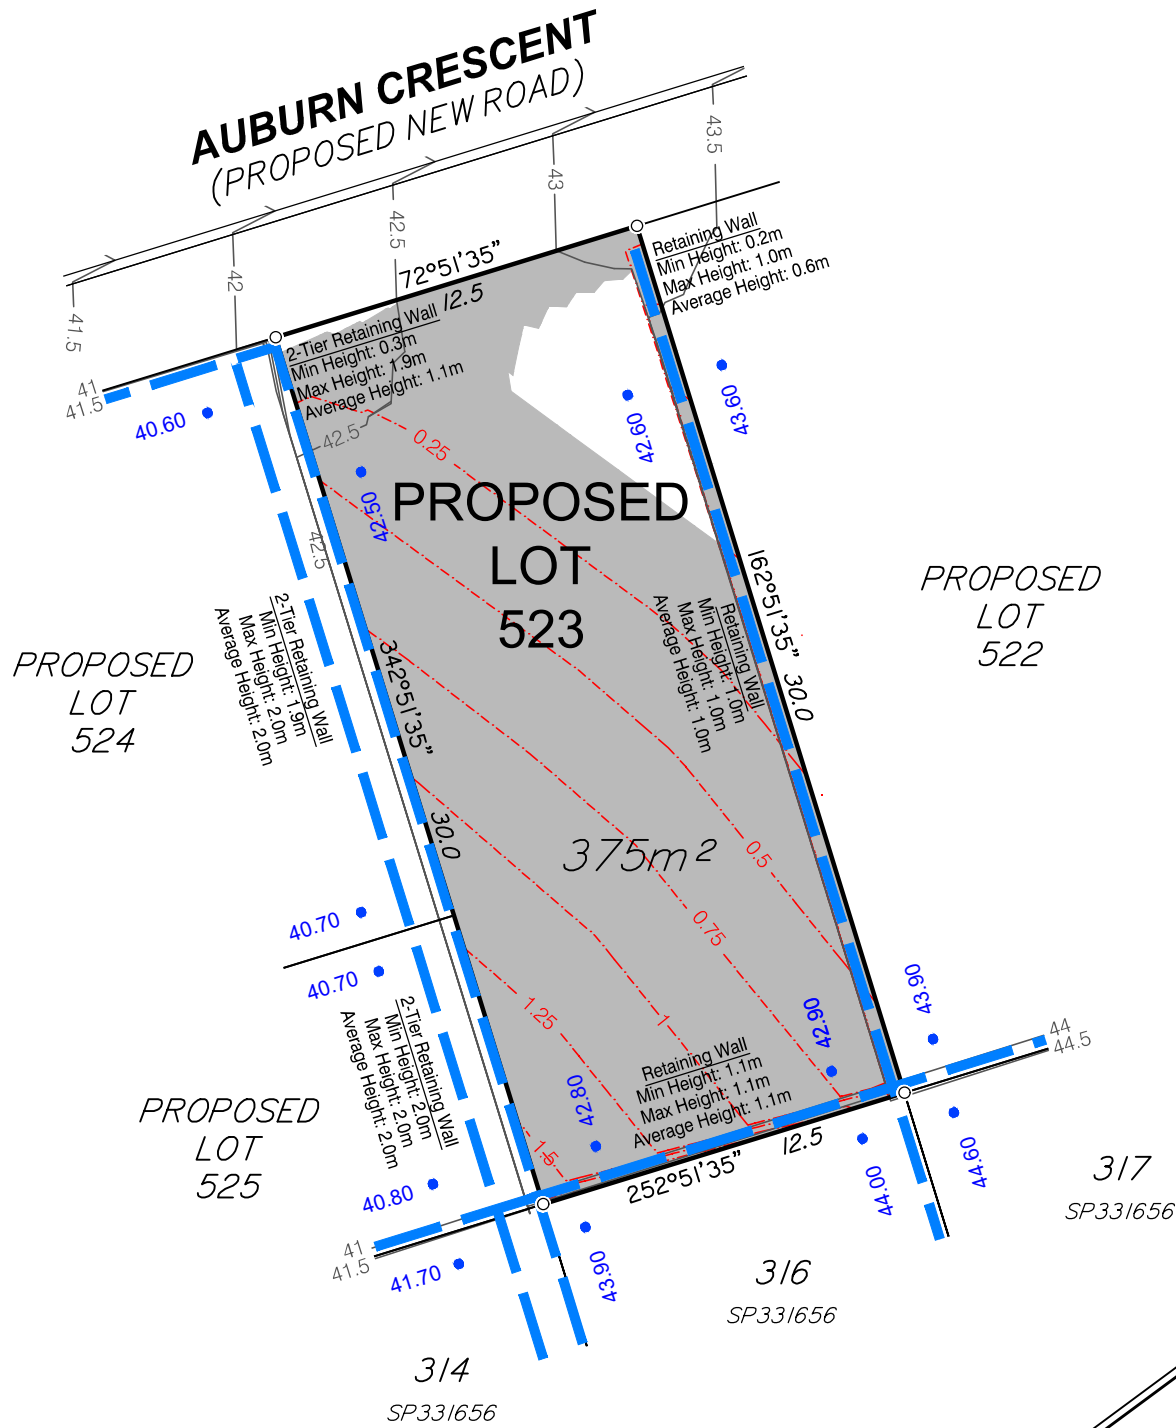 AUBURN CRESCENT
(PROPOSED NEW ROAD)
43.5
43
42.5
42
41.5
72°51'35"
12.5
Retaining Wall
Min Height: 0.2m
Max Height: 1.0m
Average Height: 0.6m
2-Tier Retaining Wall
Min Height: 0.3m
Max Height: 1.9m
Average Height: 1.1m
41
41.5
40.60
42.60
43.60
42.5
0.25
42.50
42.5
PROPOSED
LOT
523
162°51'35"
30.0
PROPOSED
LOT
522
Retaining Wall
Min Height: 1.0m
Max Height: 1.0m
Average Height: 1.0m
2-Tier Retaining Wall
Min Height: 1.9m
Max Height: 2.0m
Average Height: 2.0m
342°51'35"
30.0
PROPOSED
LOT
524
375m²
0.5
0.75
40.70
40.70
1.25
1
42.90
43.90
44
44.5
2-Tier Retaining Wall
Min Height: 2.0m
Max Height: 2.0m
Average Height: 2.0m
Retaining Wall
Min Height: 1.1m
Max Height: 1.1m
Average Height: 1.1m
42.80
1.5
PROPOSED
LOT
525
40.80
252°51'35"
12.5
44.00
44.60
317
SP331656
41
41.5
41.70
43.90
316
SP331656
314
SP331656